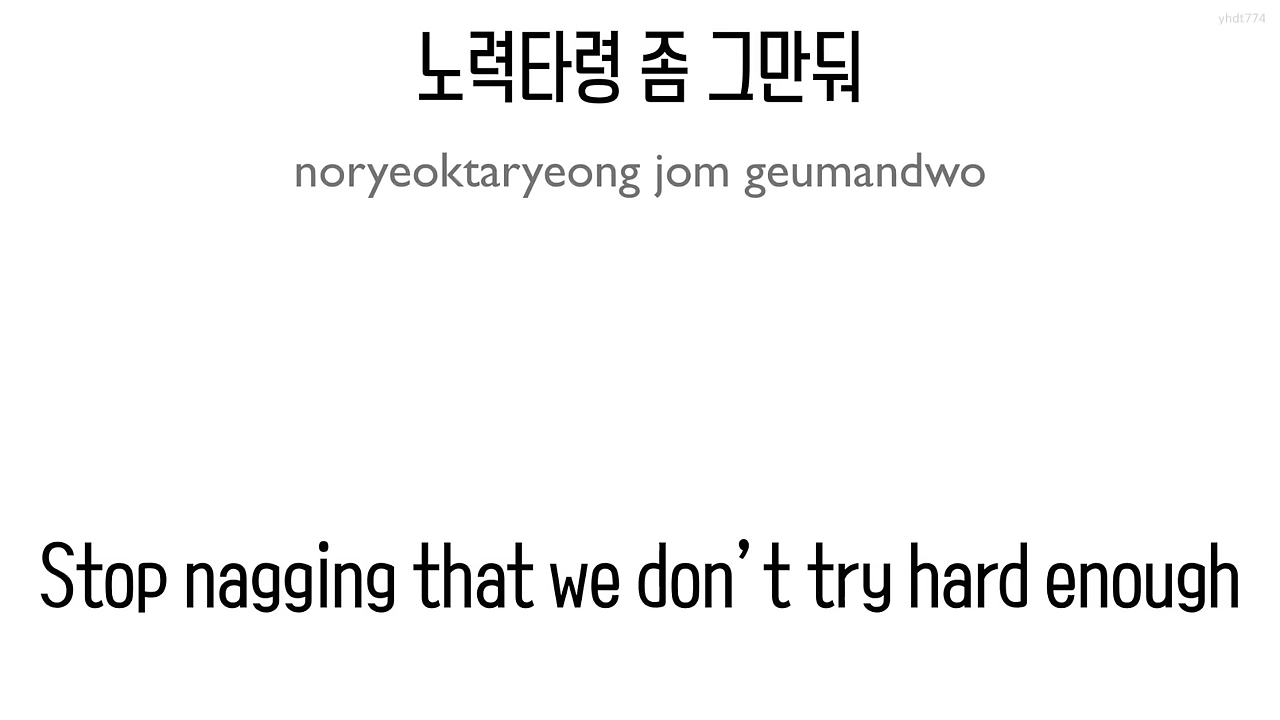 yhdt774
노력타령 좀 그만둬
noryeoktaryeong jom geumandwo
Stop nagging that we don't try hard enough